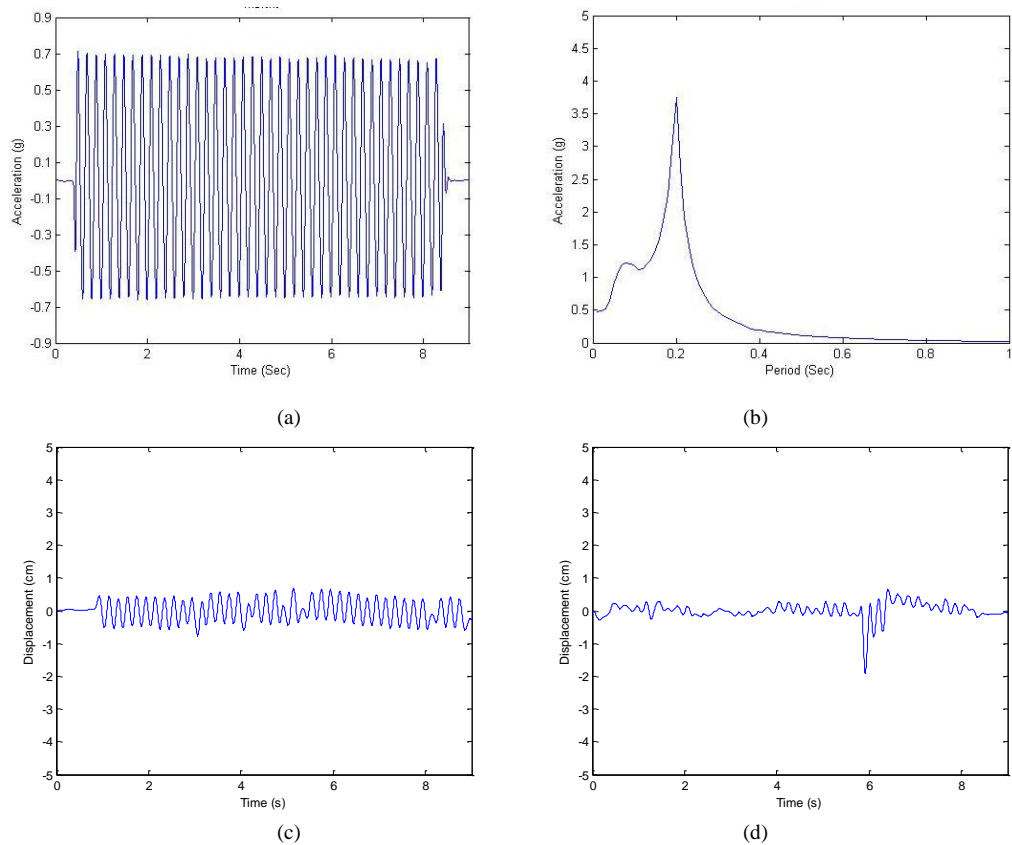 0.9
0.7
0.5
0.3
0.1
-0.1
-0.3
-0.5
-0.7
-0.9
Acceleration (g)
0 2 4 6 8
Time (Sec)
(a)
5
4.5
4
3.5
3
2.5
2
1.5
1
0.5
0
Acceleration (g)
0 0.2 0.4 0.6 0.8 1
Period (Sec)
(b)
5
4
3
2
1
0
-1
-2
-3
-4
-5
Displacement (cm)
0 2 4 6 8
Time (s)
(c)
5
4
3
2
1
0
-1
-2
-3
-4
-5
Displacement (cm)
0 2 4 6 8
Time (s)
(d)